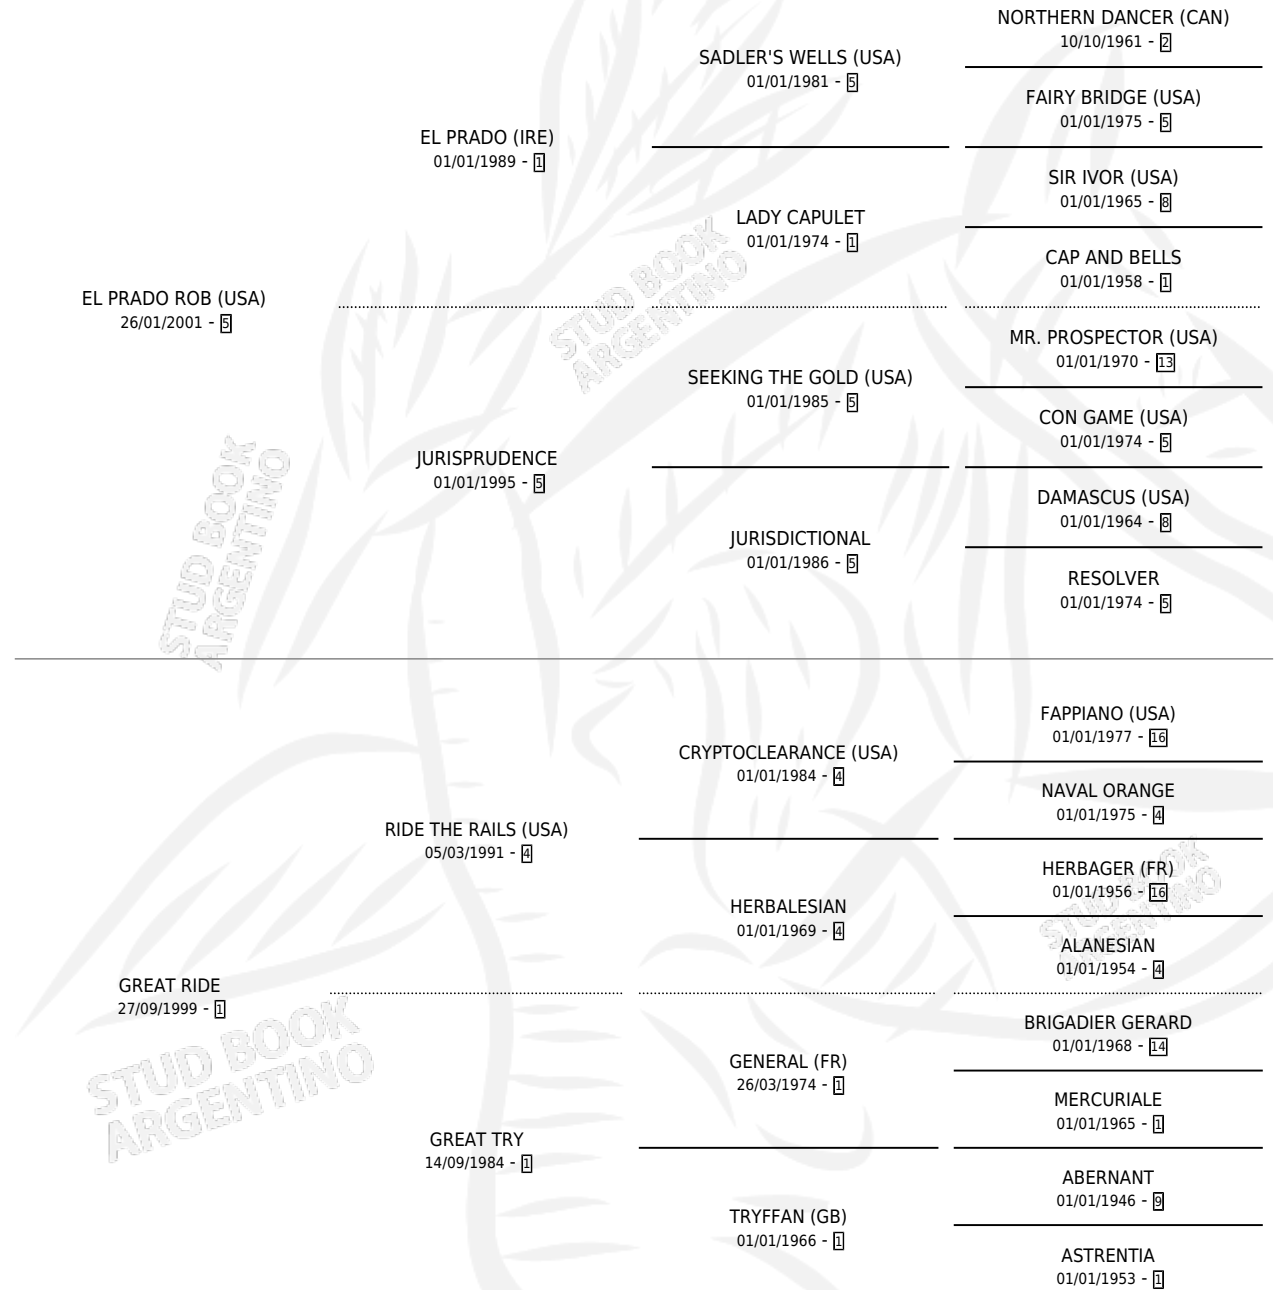 NORTHERN DANCER (CAN)
10/10/1961 - 2
SADLER'S WELLS (USA)
01/01/1981 - 5
FAIRY BRIDGE (USA)
01/01/1975 - 5
EL PRADO (IRE)
01/01/1989 - 1
SIR IVOR (USA)
01/01/1965 - 8
LADY CAPULET
01/01/1974 - 1
CAP AND BELLS
01/01/1958 - 1
EL PRADO ROB (USA)
26/01/2001 - 5
MR. PROSPECTOR (USA)
01/01/1970 - 13
SEEKING THE GOLD (USA)
01/01/1985 - 5
CON GAME (USA)
01/01/1974 - 5
JURISPRUDENCE
01/01/1995 - 5
DAMASCUS (USA)
01/01/1964 - 8
JURISDICTIONAL
01/01/1986 - 5
RESOLVER
01/01/1974 - 5
STUD BOOK
ARGENTINO
STUD BOOK
ARGENTINO
FAPPIANO (USA)
01/01/1977 - 16
CRYPTOCLEARANCE (USA)
01/01/1984 - 4
NAVAL ORANGE
01/01/1975 - 4
RIDE THE RAILS (USA)
05/03/1991 - 4
HERBAGER (FR)
01/01/1956 - 16
HERBALESIAN
01/01/1969 - 4
ALANESIAN
01/01/1954 - 4
STUD BOOK
ARGENTINO
GREAT RIDE
27/09/1999 - 1
BRIGADIER GERARD
01/01/1968 - 14
GENERAL (FR)
26/03/1974 - 1
MERCURIALE
01/01/1965 - 1
GREAT TRY
14/09/1984 - 1
ABERNANT
01/01/1946 - 9
TRYFFAN (GB)
01/01/1966 - 1
ASTRENTIA
01/01/1953 - 1
STUD BOOK
ARGENTINO